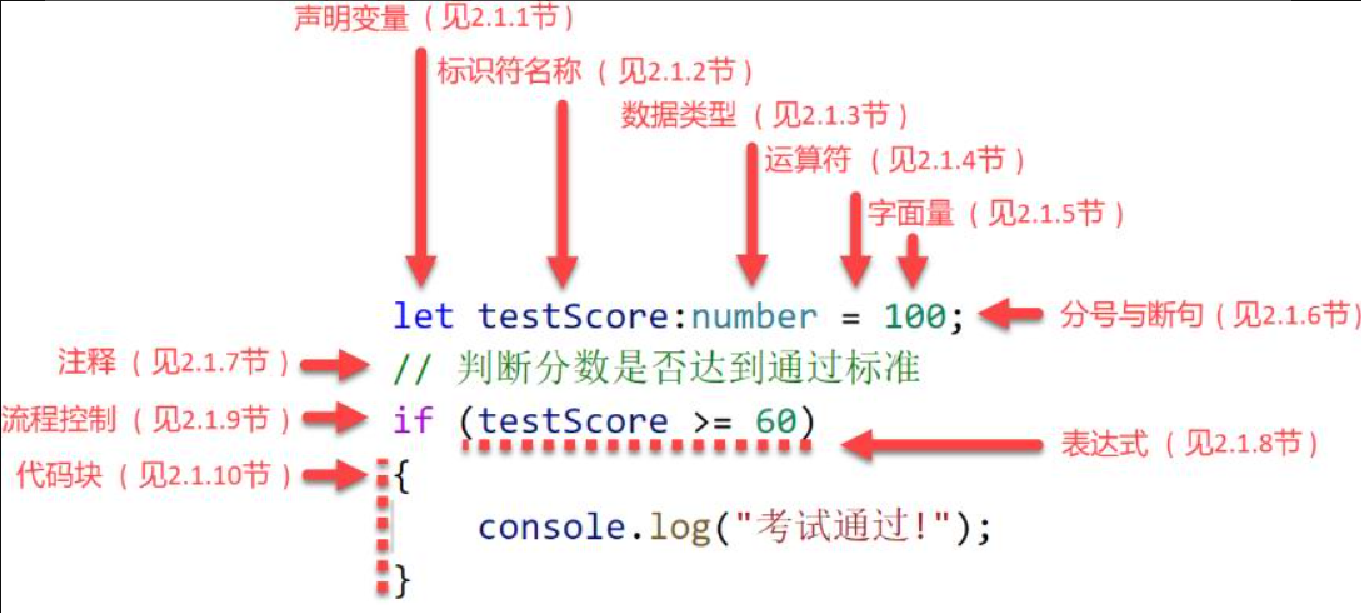 声明变量（见2.1.1节）
标识符名称（见2.1.2节）
数据类型（见2.1.3节）
运算符（见2.1.4节）
字面量（见2.1.5节）
let testScore:number = 100;
分号与断句（见2.1.6节）
注释（见2.1.7节）
// 判断分数是否达到通过标准
流程控制（见2.1.9节）
if (testScore >= 60)
表达式（见2.1.8节）
代码块（见2.1.10节）
{
console.log("考试通过!");
}